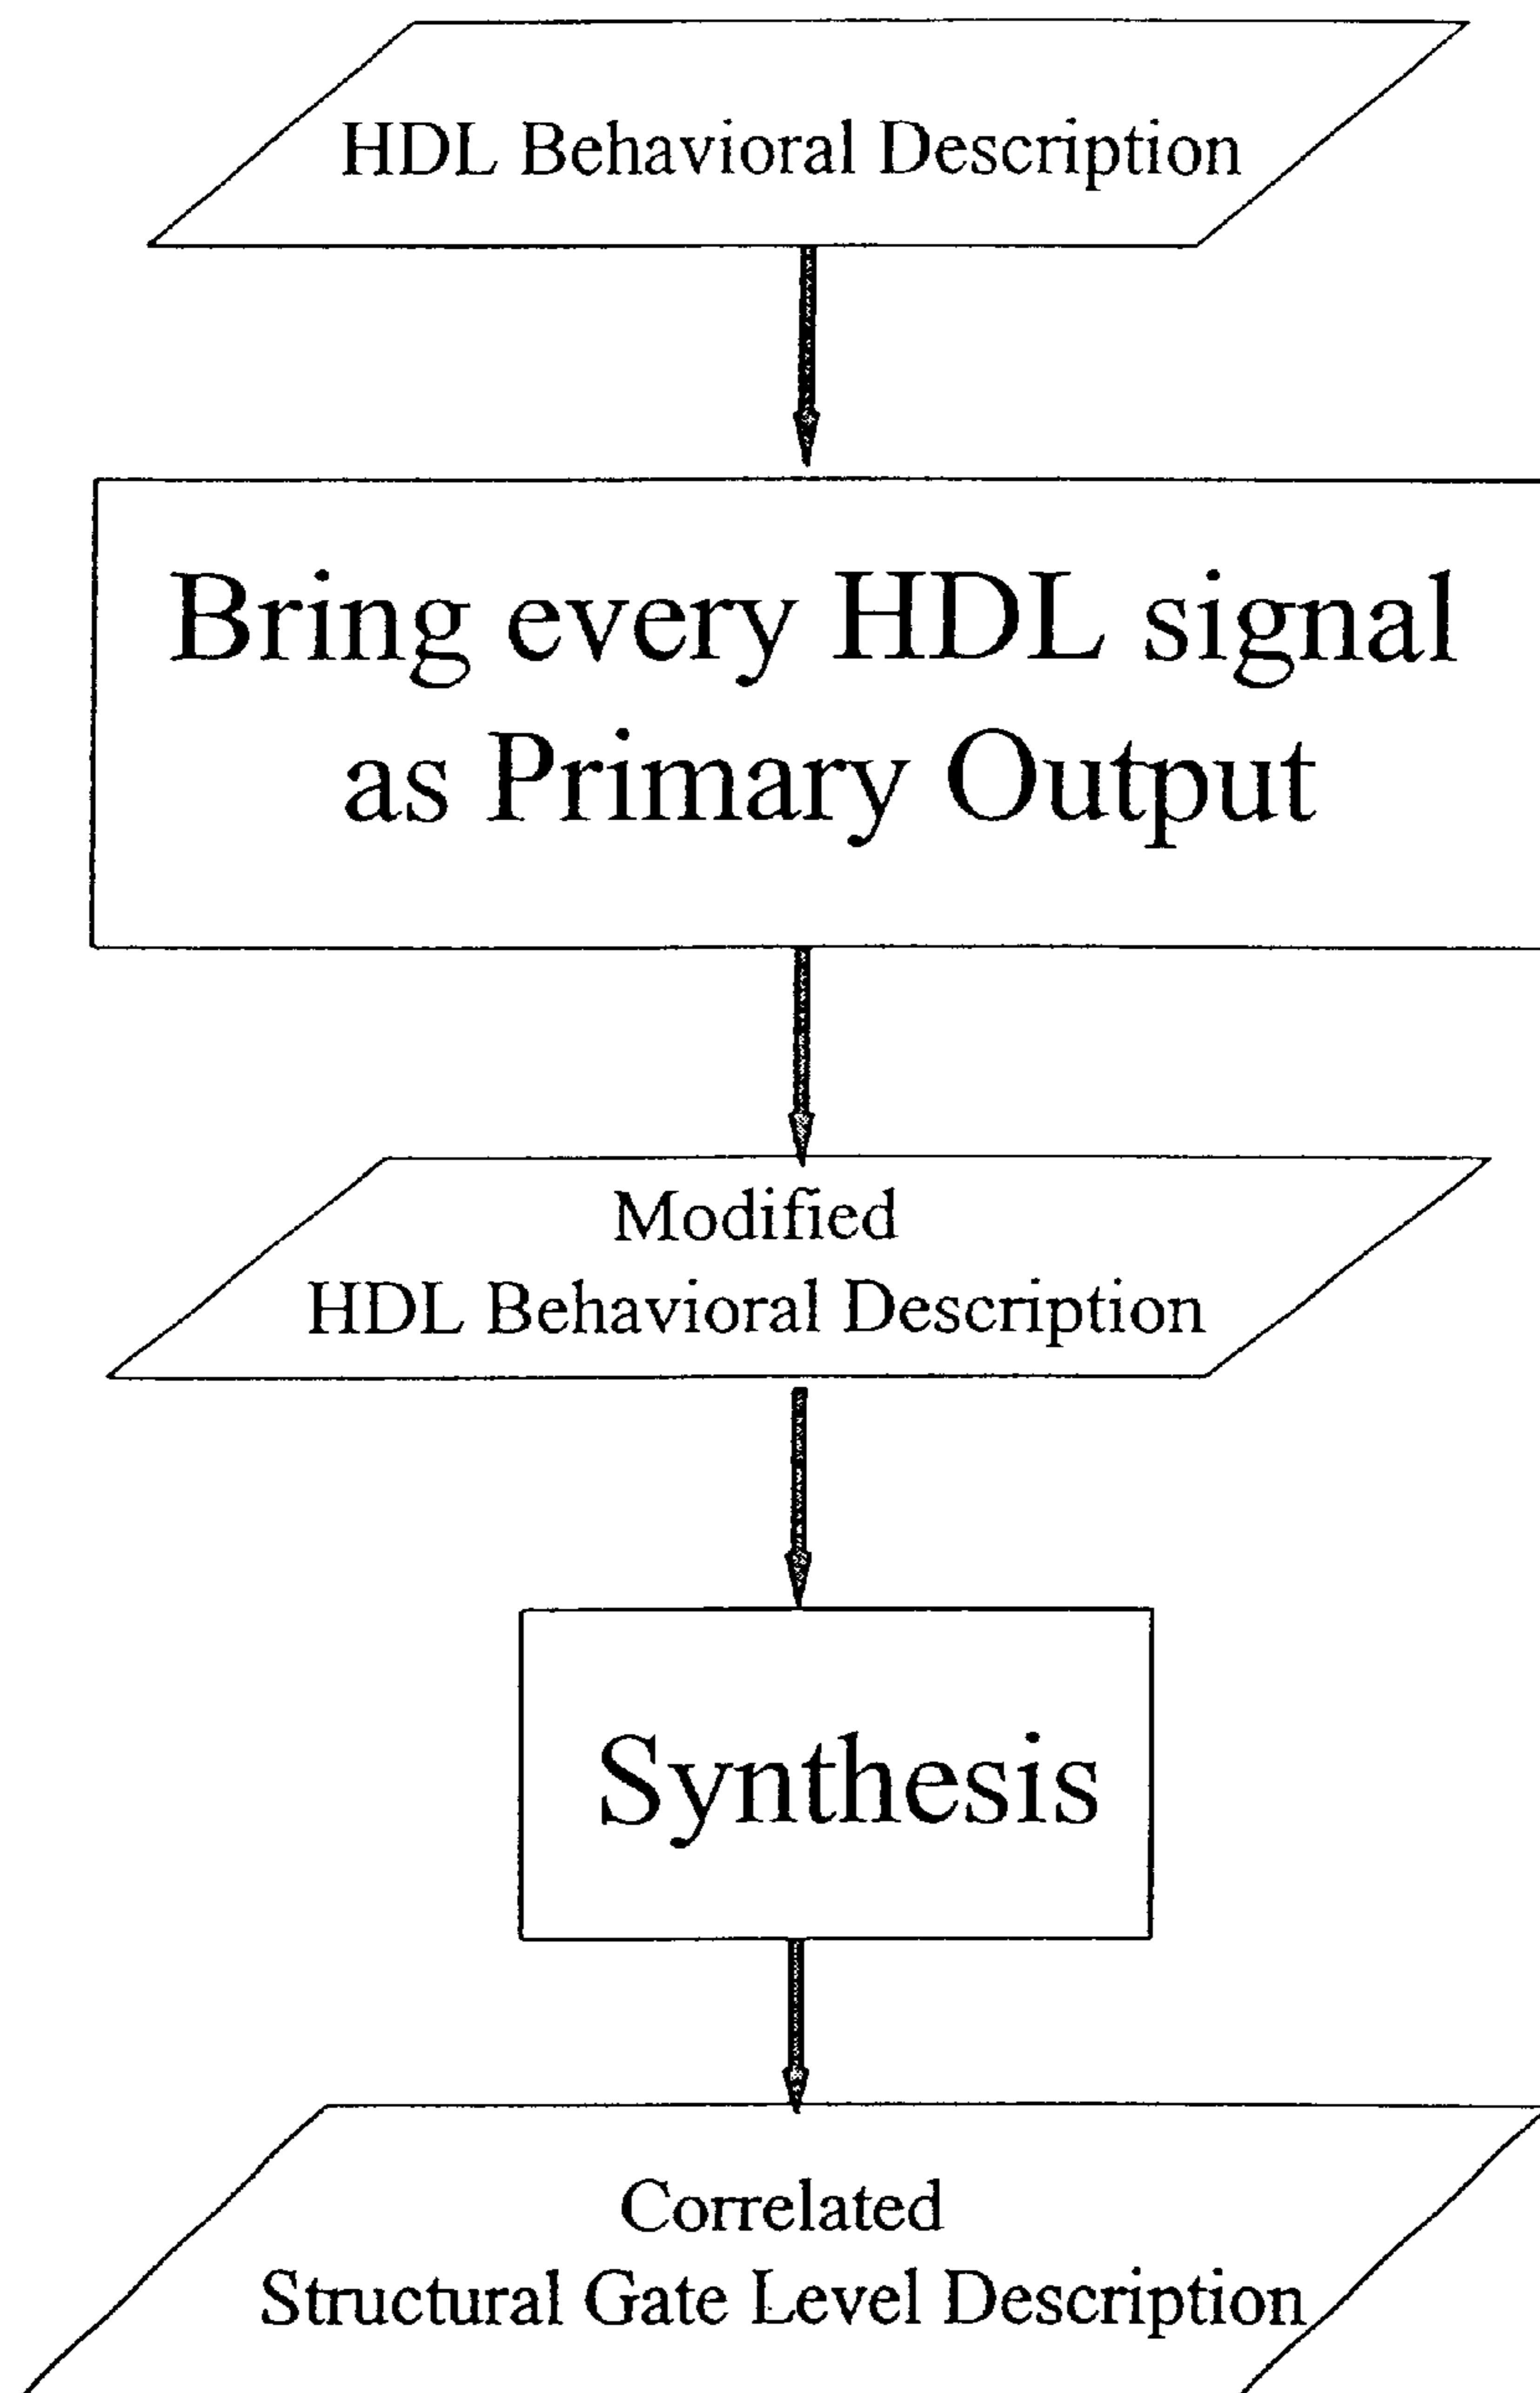 HDL Behavioral Description
Bring every HDL signal
as Primary Output
Modified
HDL Behavioral Description
Synthesis
Correlated
Structural Gate Level Description